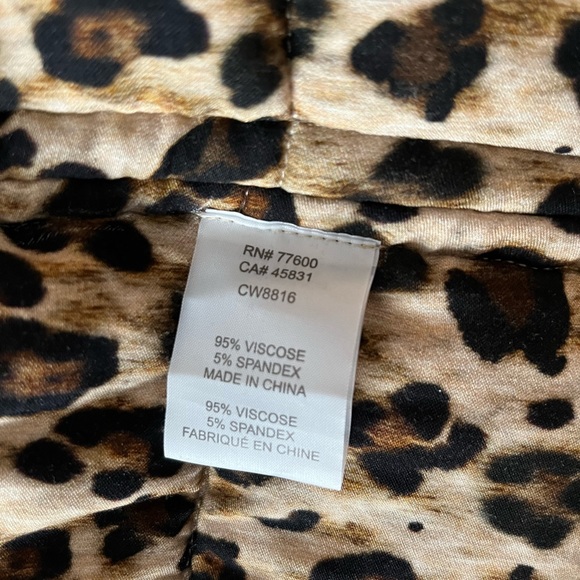 RN# 77600
CA# 45831
CW8816
95% VISCOSE
5% SPANDEX
MADE IN CHINA
95% VISCOSE
5% SPANDEX
FABRIQUÉ EN CHINE